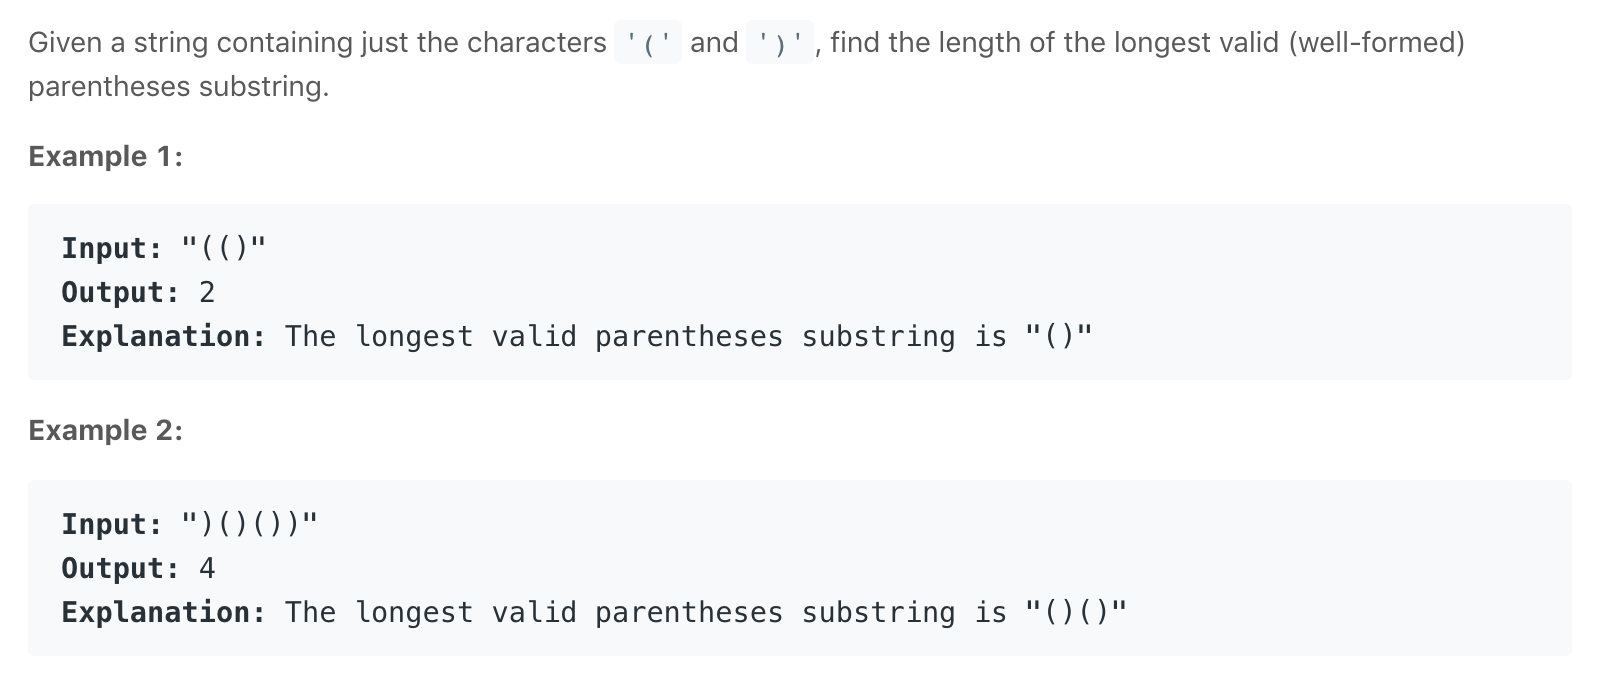 Given a string containing just the characters '(' and ')', find the length of the longest valid (well-formed)
parentheses substring.
Example 1:
Input: "(()"
Output: 2
Explanation: The longest valid parentheses substring is "()"
Example 2:
Input: ")()())"
Output: 4
Explanation: The longest valid parentheses substring is "()()"